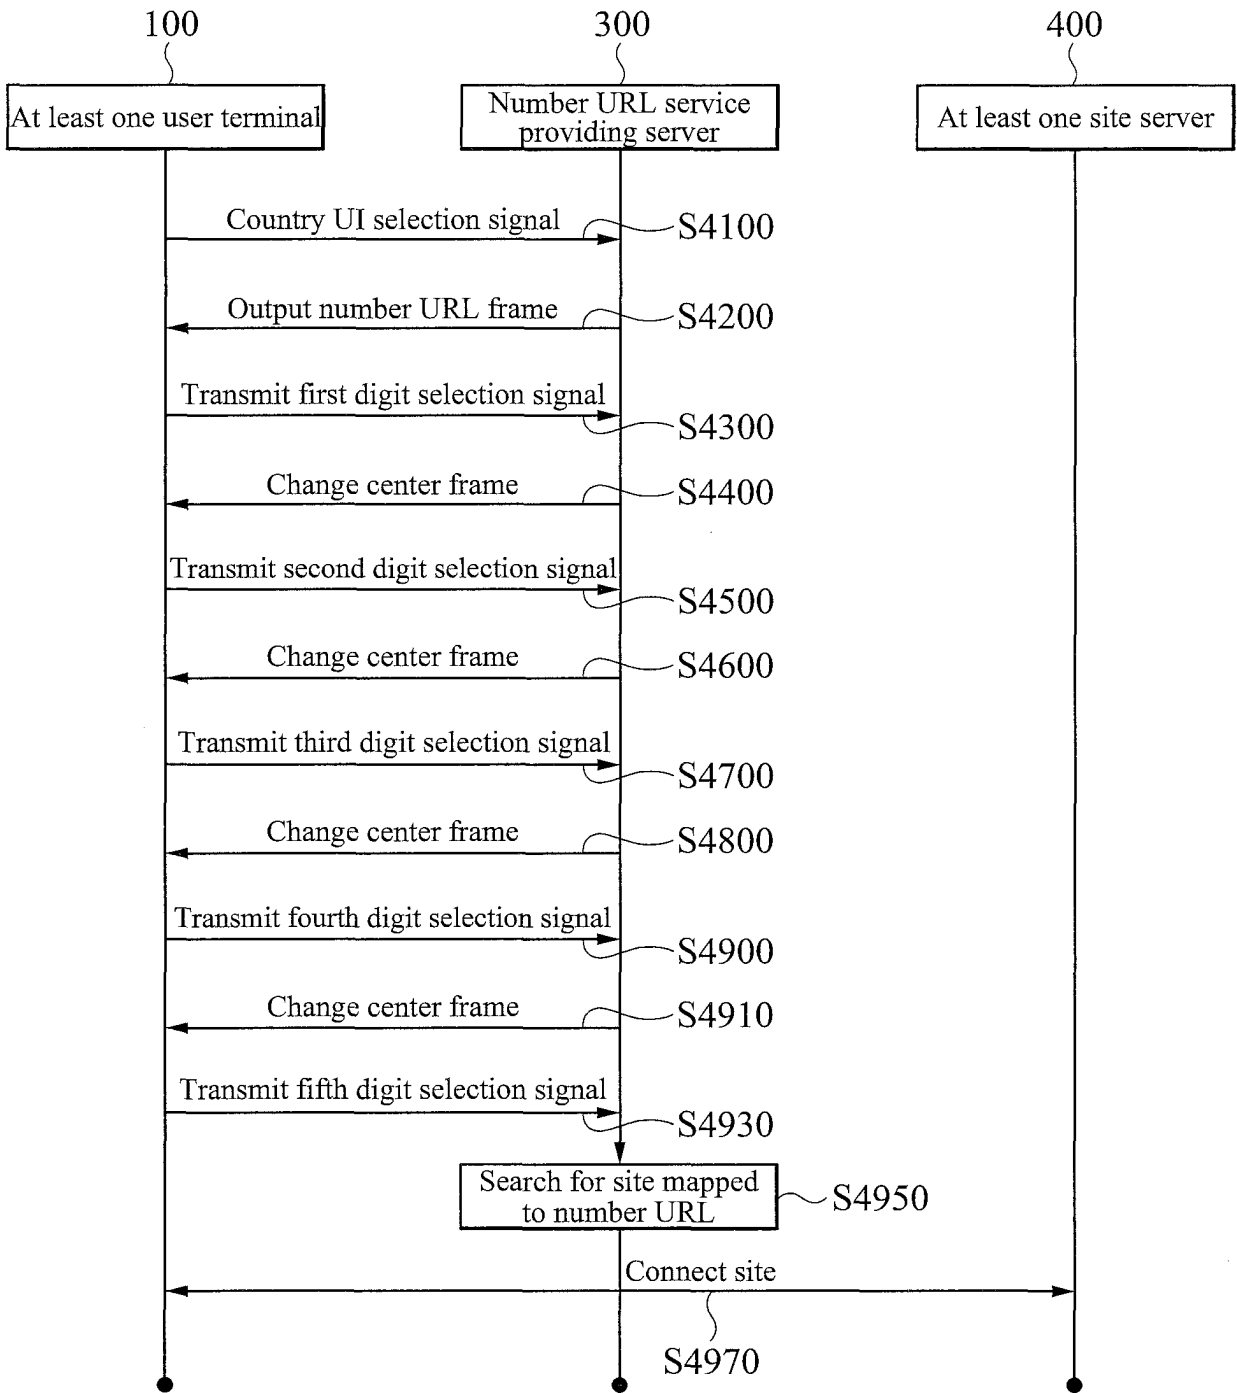 100
300
400
At least one user terminal
Number URL service
providing server
At least one site server
Country UI selection signal
S4100
Output number URL frame
S4200
Transmit first digit selection signal
S4300
Change center frame
S4400
Transmit second digit selection signal
S4500
Change center frame
S4600
Transmit third digit selection signal
S4700
Change center frame
S4800
Transmit fourth digit selection signal
S4900
Change center frame
S4910
Transmit fifth digit selection signal
S4930
Search for site mapped
to number URL
S4950
Connect site
S4970